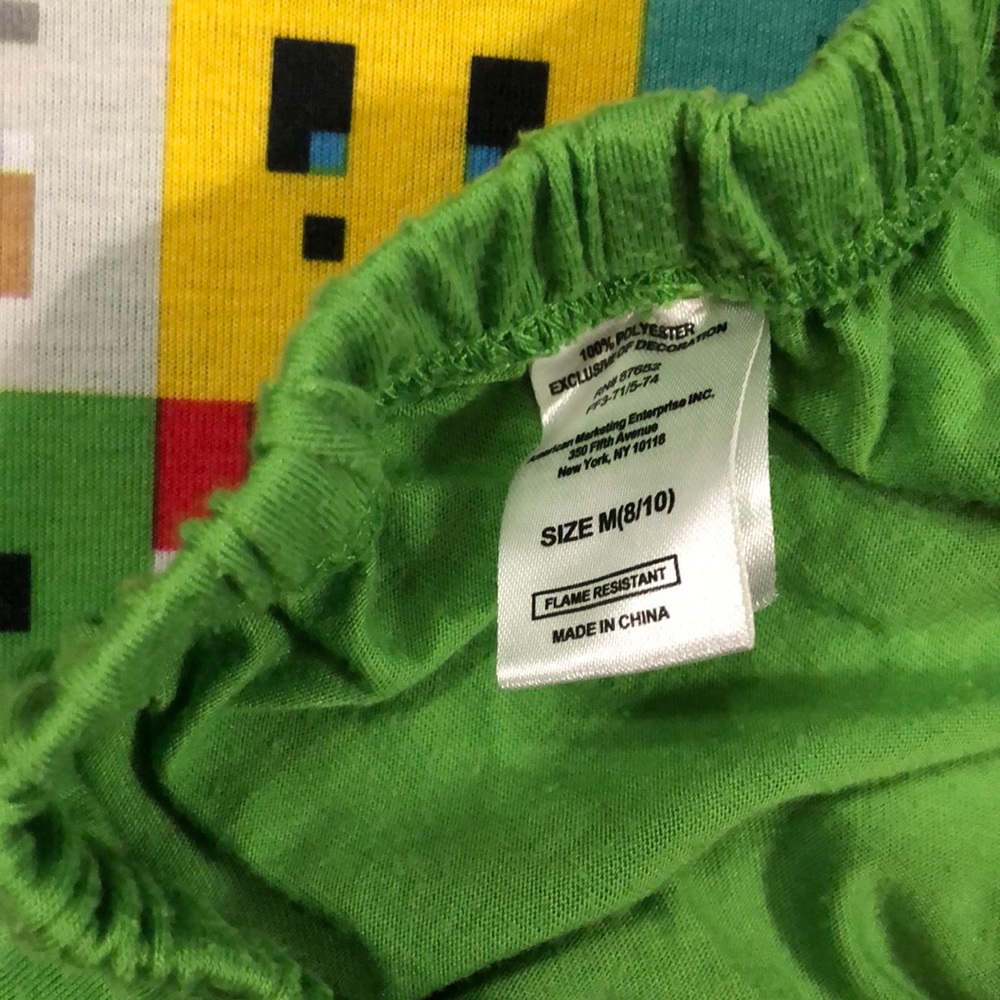 100% POLYESTER
EXCLUSIVE OF DECORATION
RN# 87652
FF3-71/5-74
American Marketing Enterprise INC.
350 Fifth Avenue
New York, NY 10118
SIZE M(8/10)
FLAME RESISTANT
MADE IN CHINA